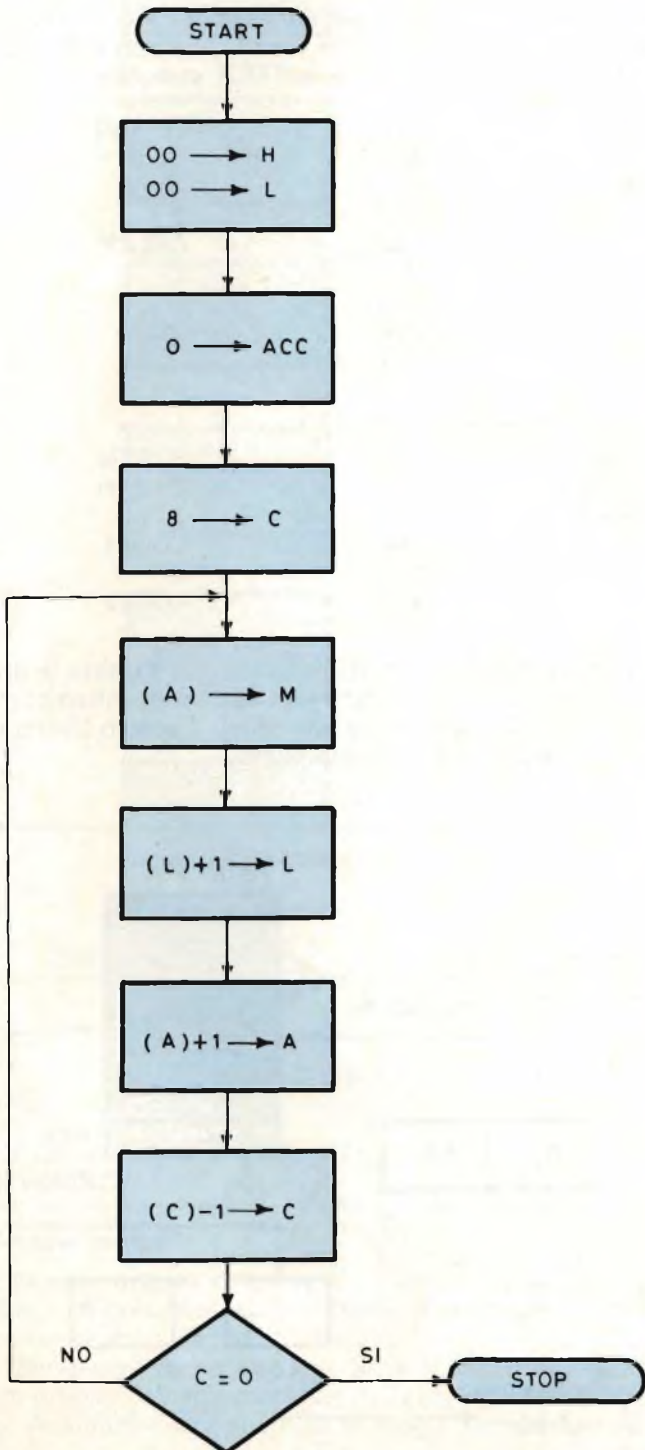 START
00 → H
00 → L
0 → ACC
8 → C
(A) → M
(L)+1 → L
(A)+1 → A
(C)-1 → C
NO
C = 0
SI
STOP